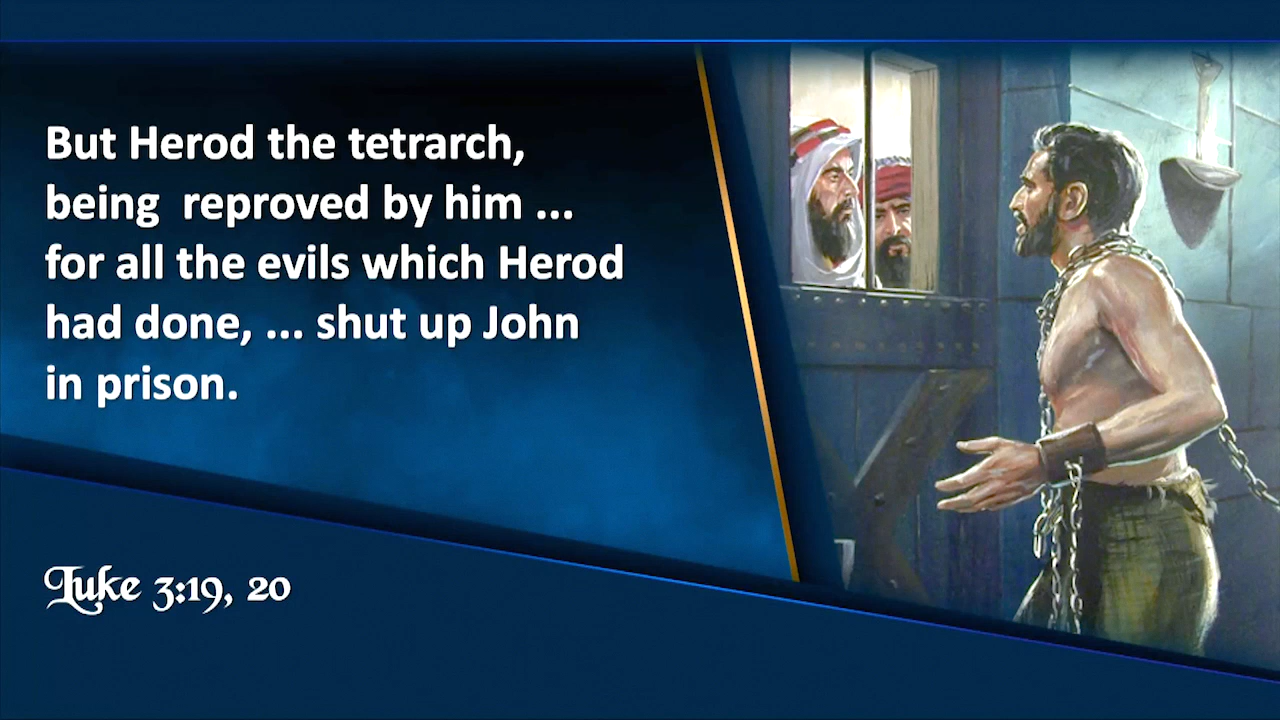 But Herod the tetrarch,
being  reproved by him ...
for all the evils which Herod
had done, ... shut up John
in prison.
Luke 3:19, 20